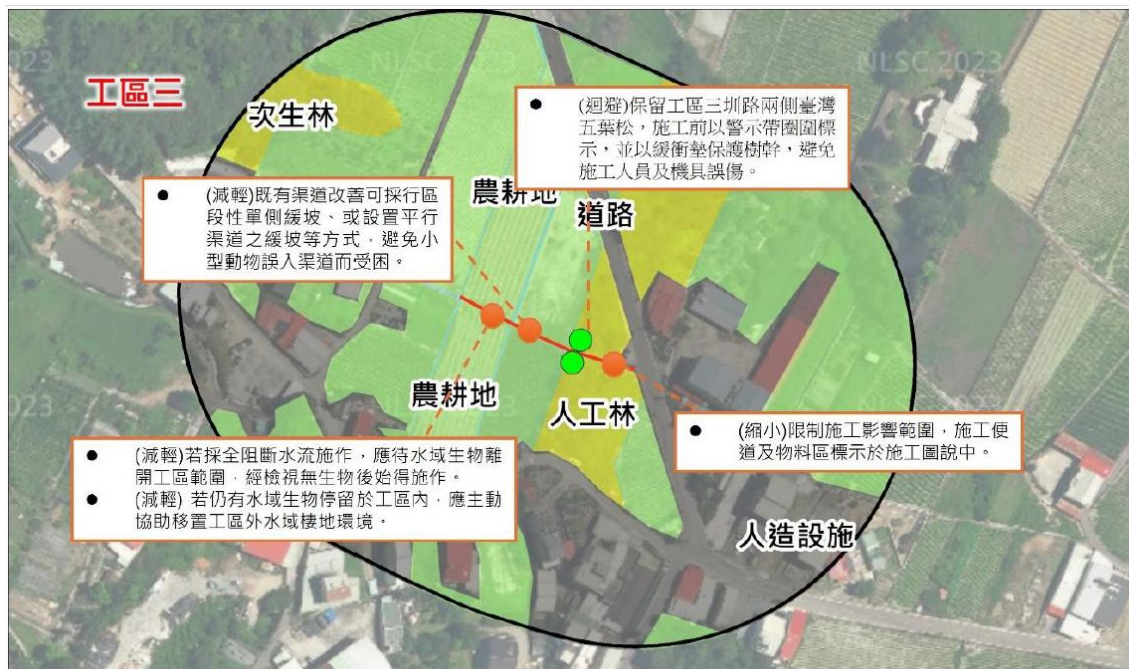 NLSC 2023
NLSC 2023
023
工區三
次生林
● (迴避)保留工區三圳路兩側臺灣
五葉松，施工前以警示帶圈圍標
示，並以緩衝墊保護樹幹，避免
施工人員及機具誤傷。
農耕地
道路
● (減輕)既有渠道改善可採行區
段性單側緩坡、或設置平行
渠道之緩坡等方式，避免小
型動物誤入渠道而受困。
農耕地
人工林
023
● (縮小)限制施工影響範圍，施工便
道及物料區標示於施工圖說中。
● (減輕)若採全阻斷水流施作，應待水域生物離
開工區範圍，經檢視無生物後始得施作。
● (減輕) 若仍有水域生物停留於工區內，應主動
協助移置工區外水域棲地環境。
人造設施